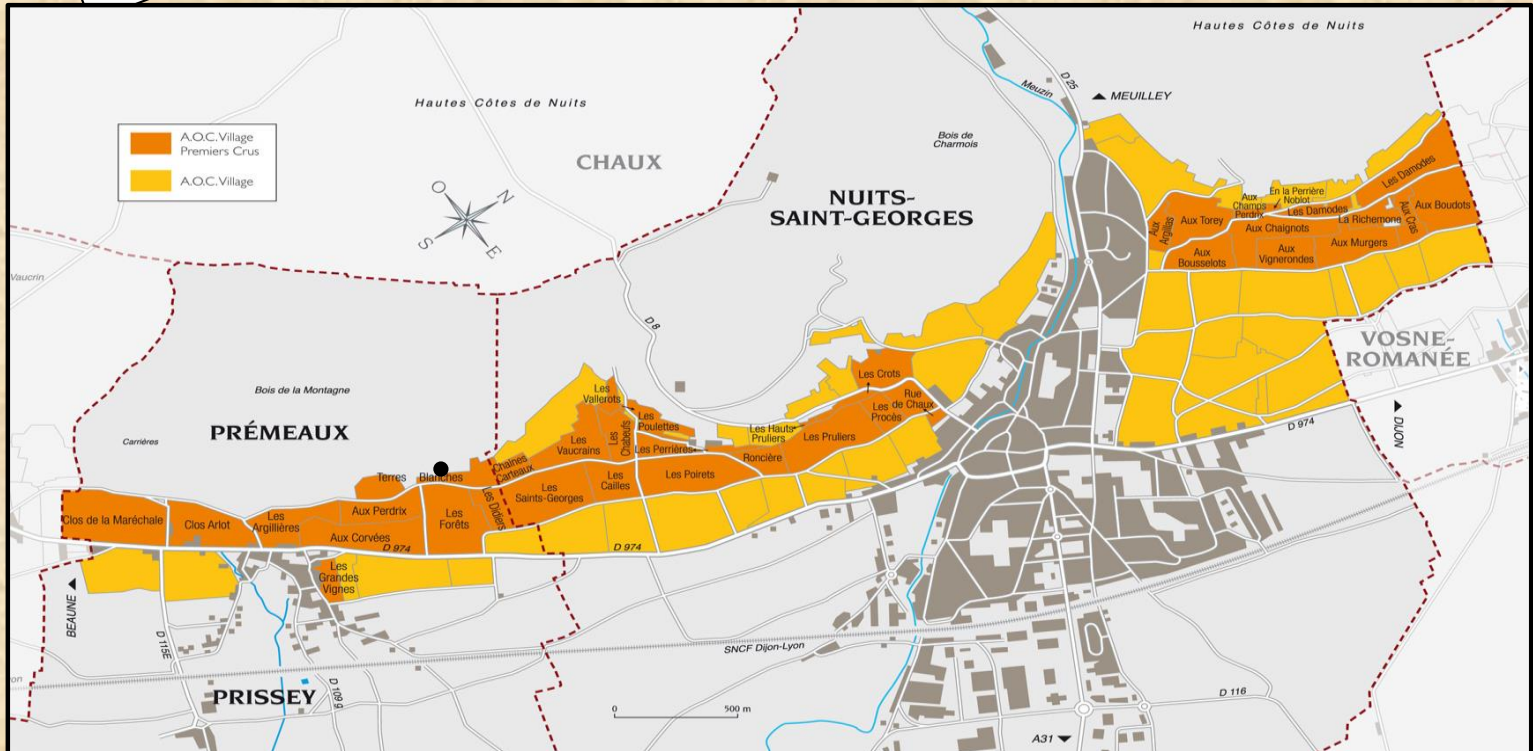 Hautes Côtes de Nuits
Hautes Côtes de Nuits
D 25
Meuzin
MEUILLEY
A.O.C. Village
Premiers Crus
A.O.C. Village
CHAUX
Bois de
Charmois
O
N
S
E
NUITS-
SAINT-GEORGES
Les Damodes
En la Perrière
Noblot
Aux
Champs
Perdrix
Les Damodes
Aux
Argillas
Aux Torey
La Richemone
Aux Cras
Aux Boudots
Aux Chaignots
Aux Murgers
Aux
Bousselots
Aux
Vignerondes
Vaucrin
D 8
VOSNE-
ROMANÉE
DIJON
D 974
Bois de la Montagne
Carrières
PRÉMEAUX
Les Crots
Rue
de Chaux
Les
Procès
Les
Vallerots
Les
Poulettes
Les Hauts
Pruliers
Les Pruliers
Les
Vaucrains
Les
Chabeufs
Les Perrières
Roncière
Chaines
Carteaux
Les Poirets
Les
Cailles
Les
Saints-Georges
Terres Blanches
Les Didiers
Clos de la Maréchale
Clos Arlot
Les
Argillières
Aux Perdrix
Les
Forêts
Aux Corvées
D 974
D 974
Les
Grandes
Vignes
BEAUNE
D 115E
SNCF Dijon-Lyon
PRISSEY
D 109 g
0
500 m
D 116
A31